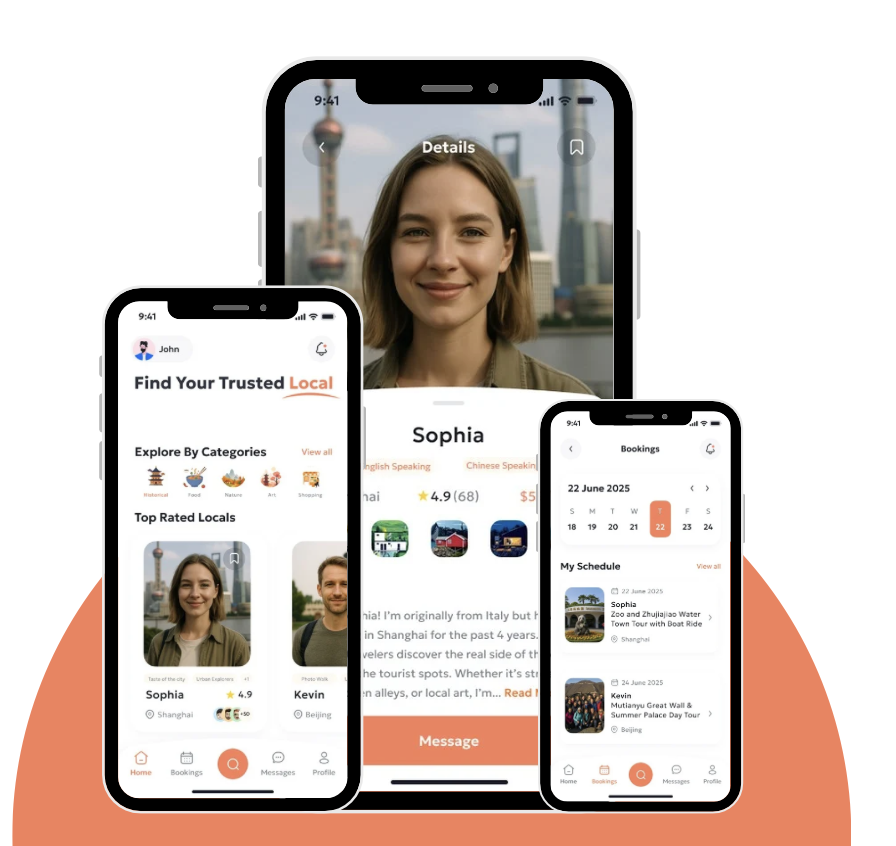 9:41
Details
Sophia
nglish Speaking
Chinese Speakin
hai
4.9 (68)
$5
hia! I'm originally from Italy but h
in Shanghai for the past 4 years.
velers discover the real side of th
he tourist spots. Whether it's str
en alleys, or local art, I'm... Read M
Message
9:41
John
Find Your Trusted Local
Explore By Categories
View all
Historical
Food
Nature
Art
Shopping
Top Rated Locals
Taste of the city
Urban Explorers
+1
Sophia
4.9
Shanghai
+50
Photo Walk
Kevin
Beijing
Home
Bookings
Messages
Profile
9:41
Bookings
22 June 2025
S M T W T F S
18 19 20 21 22 23 24
My Schedule
View all
22 June 2025
Sophia
Zoo and Zhujiajiao Water
Town Tour with Boat Ride
Shanghai
24 June 2025
Kevin
Mutianyu Great Wall &
Summer Palace Day Tour
Beijing
Home
Bookings
Messages
Profile